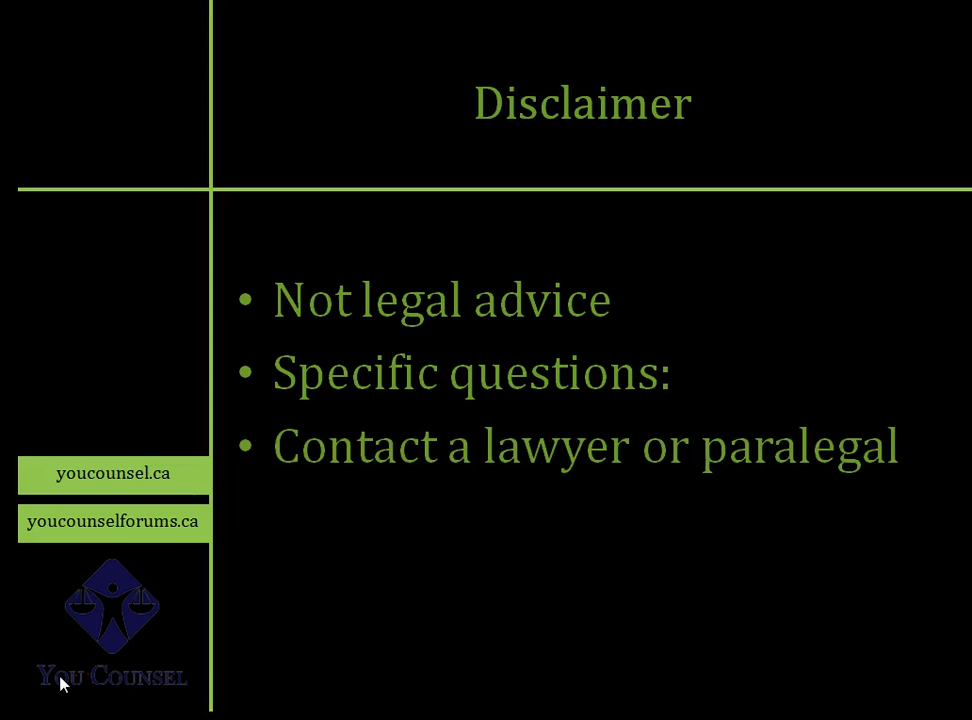 Disclaimer
• Not legal advice
• Specific questions:
• Contact a lawyer or paralegal
youcounsel.ca
youcounselforums.ca
YOU COUNSEL